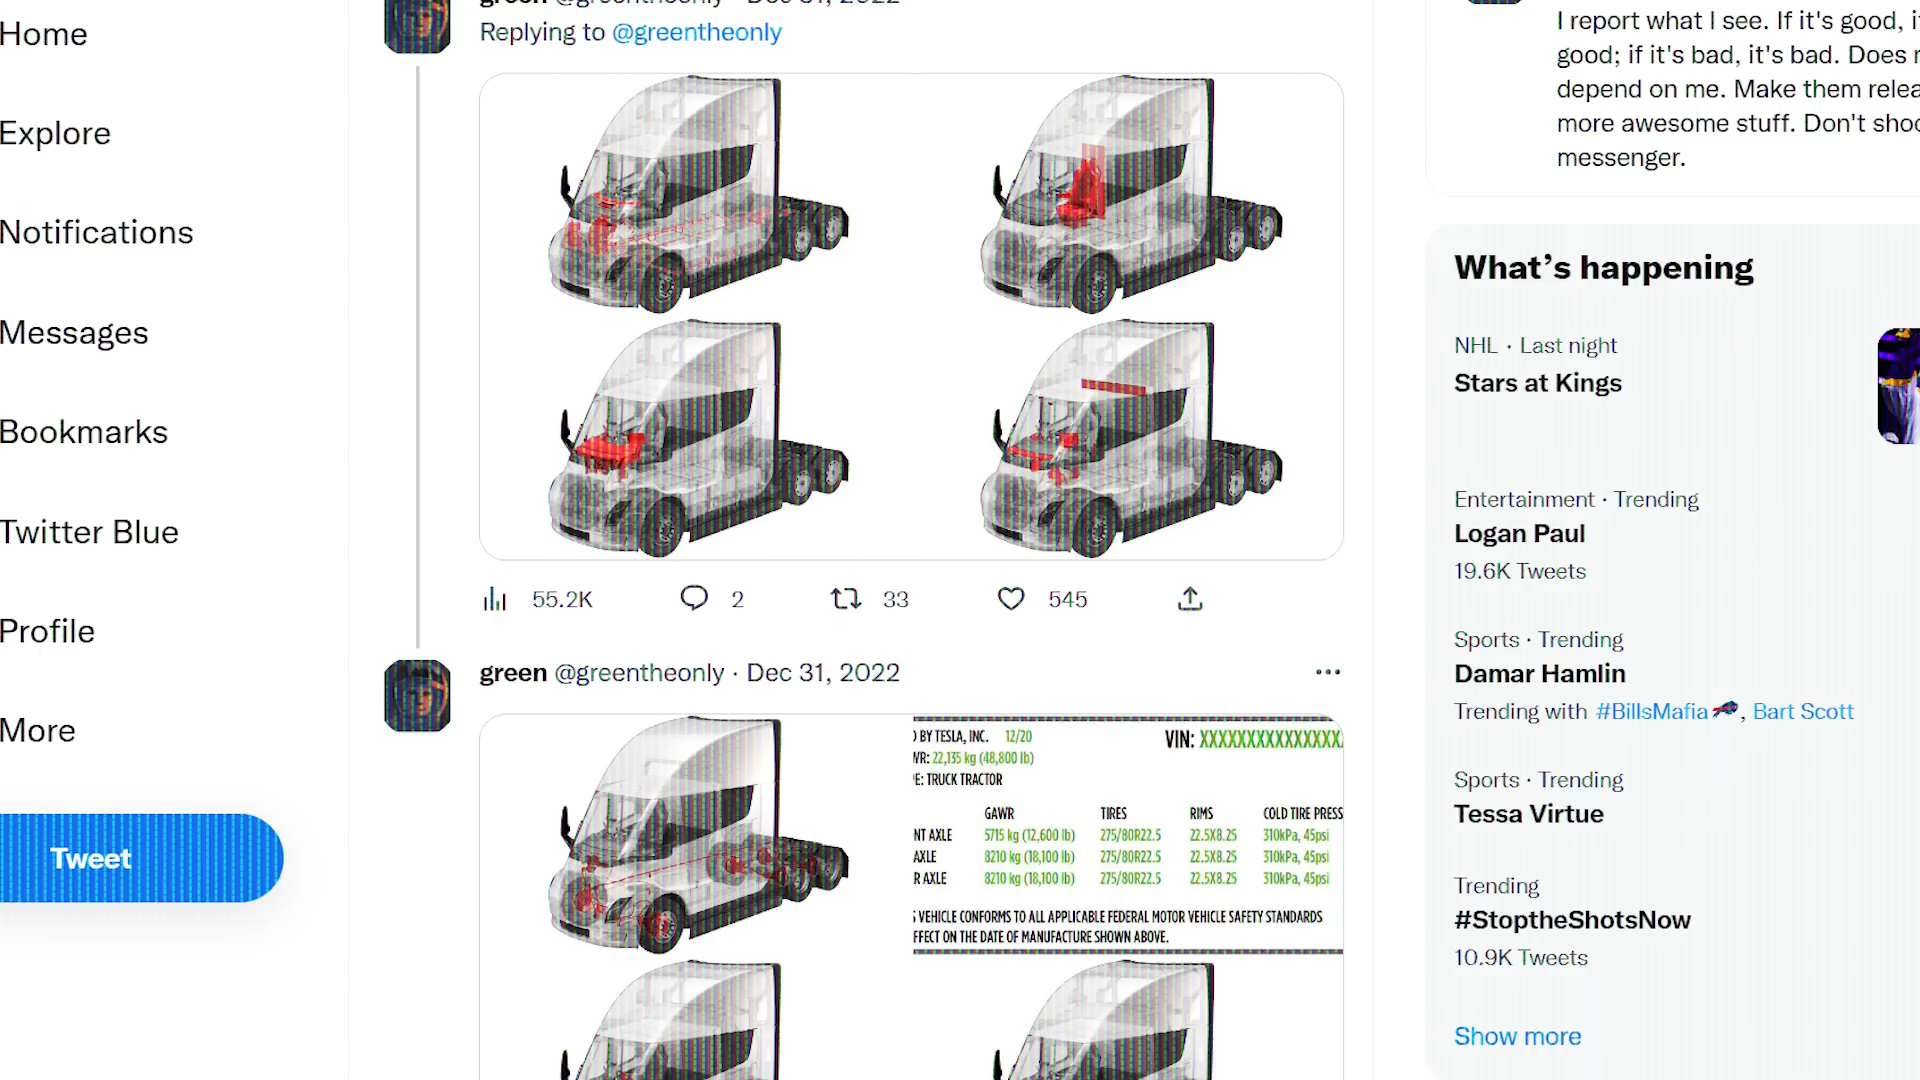 Home
Explore
Notifications
Messages
Bookmarks
Twitter Blue
Profile
More
Tweet
green @greentheonly · Dec 31, 2022
Replying to @greentheonly
55.2K 2 33 545
green @greentheonly · Dec 31, 2022
BY TESLA, INC. 12/20
VIN: XXXXXXXXXXXXXXX
22,135 kg (48,800 lb)
TRUCK TRACTOR
GAWR TIRES RIMS COLD TIRE PRESS
NT AXLE 5715 kg (12,600 lb) 275/80R22.5 22.5X8.25 310kPa, 45psi
AXLE 8210 kg (18,100 lb) 275/80R22.5 22.5X8.25 310kPa, 45psi
R AXLE 8210 kg (18,100 lb) 275/80R22.5 22.5X8.25 310kPa, 45psi
VEHICLE CONFORMS TO ALL APPLICABLE FEDERAL MOTOR VEHICLE SAFETY STANDARDS
FFECT ON THE DATE OF MANUFACTURE SHOWN ABOVE.
I report what I see. If it's good, i
good; if it's bad, it's bad. Does
depend on me. Make them relea
more awesome stuff. Don't shoo
messenger.
What's happening
NHL · Last night
Stars at Kings
Entertainment · Trending
Logan Paul
19.6K Tweets
Sports · Trending
Damar Hamlin
Trending with #BillsMafia, Bart Scott
Sports · Trending
Tessa Virtue
Trending
#StoptheShotsNow
10.9K Tweets
Show more